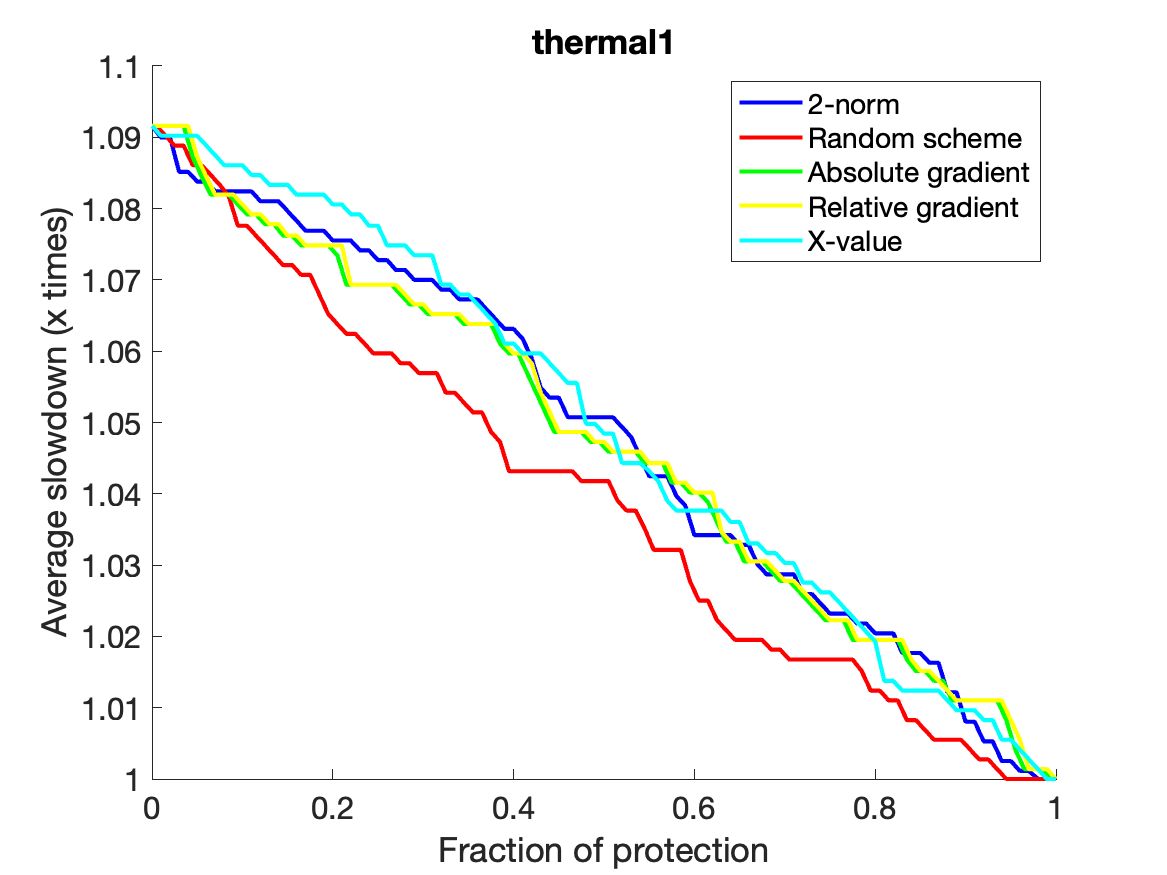 thermal1
1.1
1.09
1.08
1.07
1.06
1.05
1.04
1.03
1.02
1.01
1
Average slowdown (x times)
2-norm
Random scheme
Absolute gradient
Relative gradient
X-value
0 0.2 0.4 0.6 0.8 1
Fraction of protection